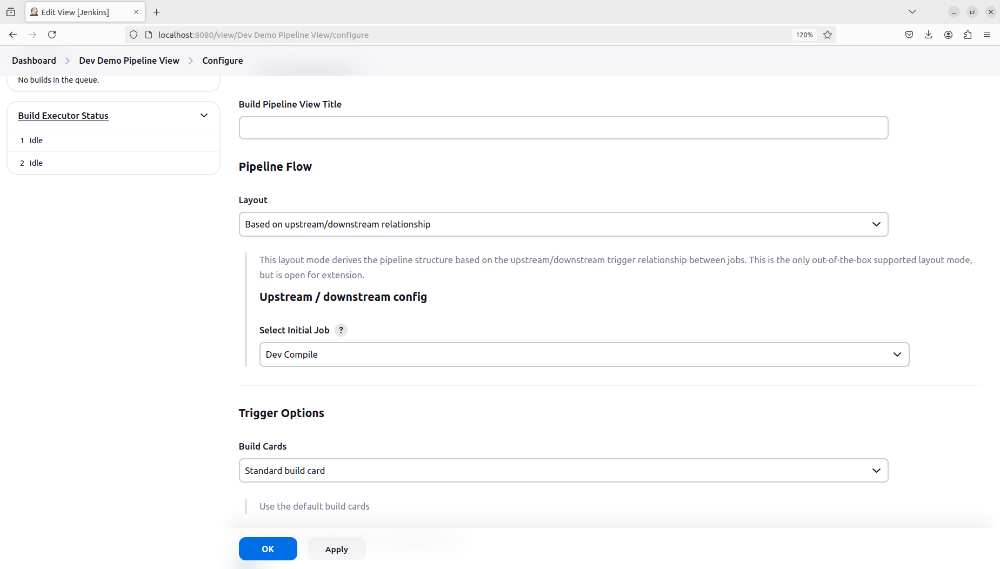 Edit View [Jenkins]
localhost:8080/view/Dev Demo Pipeline View/configure
120%
Dashboard
Dev Demo Pipeline View
Configure
No builds in the queue.
Build Executor Status
1 Idle
2 Idle
Build Pipeline View Title
Pipeline Flow
Layout
Based on upstream/downstream relationship
This layout mode derives the pipeline structure based on the upstream/downstream trigger relationship between jobs. This is the only out-of-the-box supported layout mode,
but is open for extension.
Upstream / downstream config
Select Initial Job ?
Dev Compile
Trigger Options
Build Cards
Standard build card
Use the default build cards
OK
Apply